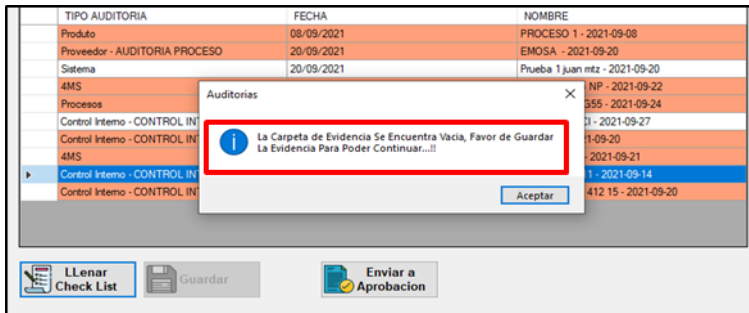 TIPO AUDITORIA FECHA NOMBRE
Produto 08/09/2021 PROCESO 1 - 2021-09-08
Proveedor - AUDITORIA PROCESO 20/09/2021 EMOSA - 2021-09-20
Sistema 20/09/2021 Prueba 1 juan mtz - 2021-09-20
4MS NP - 2021-09-22
Auditorias
Procesos G55 - 2021-09-24
Control Interno - CONTROL IN - 2021-09-27
La Carpeta de Evidencia Se Encuentra Vacia, Favor de Guardar
La Evidencia Para Poder Continuar...!!
Control Interno - CONTROL IN 1-09-20
4MS - 2021-09-21
Control Interno - CONTROL IN 1 - 2021-09-14
Control Interno - CONTROL IN 412 15 - 2021-09-20
Aceptar
LLenar
Check List
Guardar
Enviar a
Aprobacion